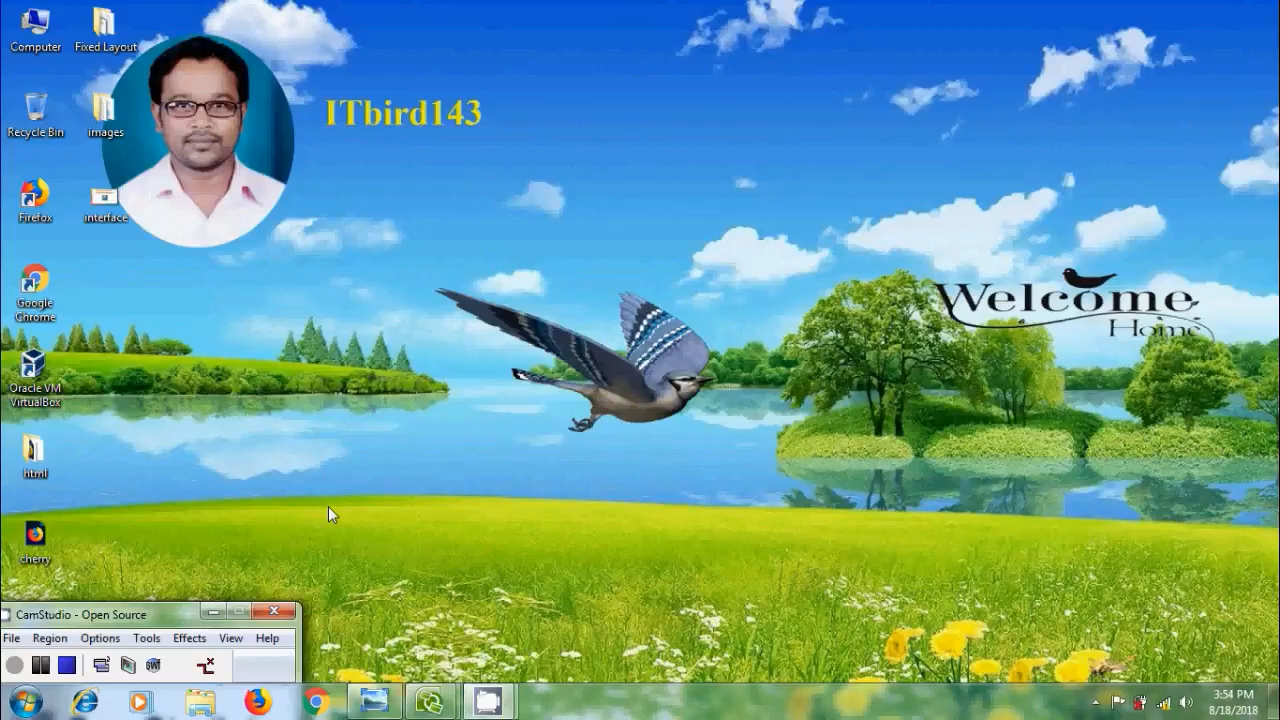 Computer
Fixed Layout
ITbird143
Recycle Bin
images
Firefox
interface
Google
Chrome
Welcome
Home
Oracle VM
VirtualBox
html
cherry
CamStudio - Open Source
File Region Options Tools Effects View Help
3:54 PM
8/18/2018